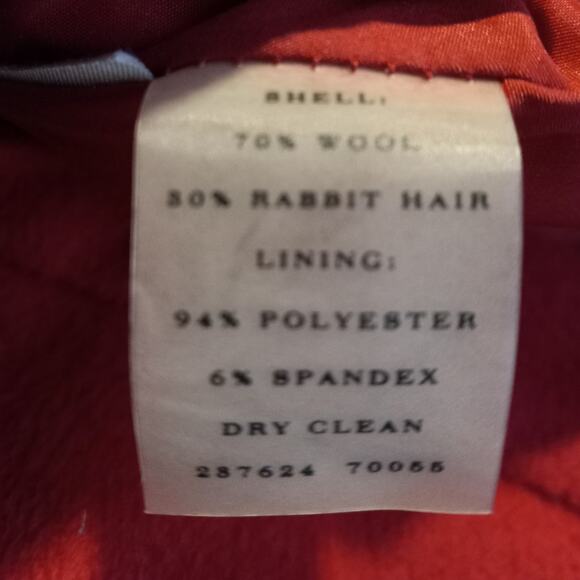 SHELL:
70% WOOL
30% RABBIT HAIR
LINING:
94% POLYESTER
6% SPANDEX
DRY CLEAN
287624 70055